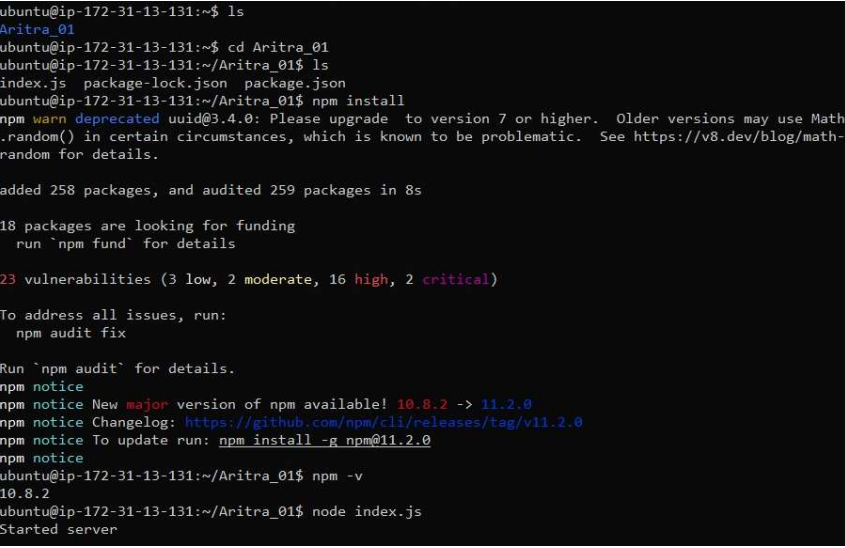 ubuntu@ip-172-31-13-131:~$ ls
Aritra_01
ubuntu@ip-172-31-13-131:~$ cd Aritra_01
ubuntu@ip-172-31-13-131:~/Aritra_01$ ls
index.js  package-lock.json  package.json
ubuntu@ip-172-31-13-131:~/Aritra_01$ npm install
npm warn deprecated uuid@3.4.0: Please upgrade  to version 7 or higher.  Older versions may use Math
.random() in certain circumstances, which is known to be problematic.  See https://v8.dev/blog/math-
random for details.
added 258 packages, and audited 259 packages in 8s
18 packages are looking for funding
  run `npm fund` for details
23 vulnerabilities (3 low, 2 moderate, 16 high, 2 critical)
To address all issues, run:
  npm audit fix
Run `npm audit` for details.
npm notice
npm notice New major version of npm available! 10.8.2 -> 11.2.0
npm notice Changelog: https://github.com/npm/cli/releases/tag/v11.2.0
npm notice To update run: npm install -g npm@11.2.0
npm notice
ubuntu@ip-172-31-13-131:~/Aritra_01$ npm -v
10.8.2
ubuntu@ip-172-31-13-131:~/Aritra_01$ node index.js
Started server